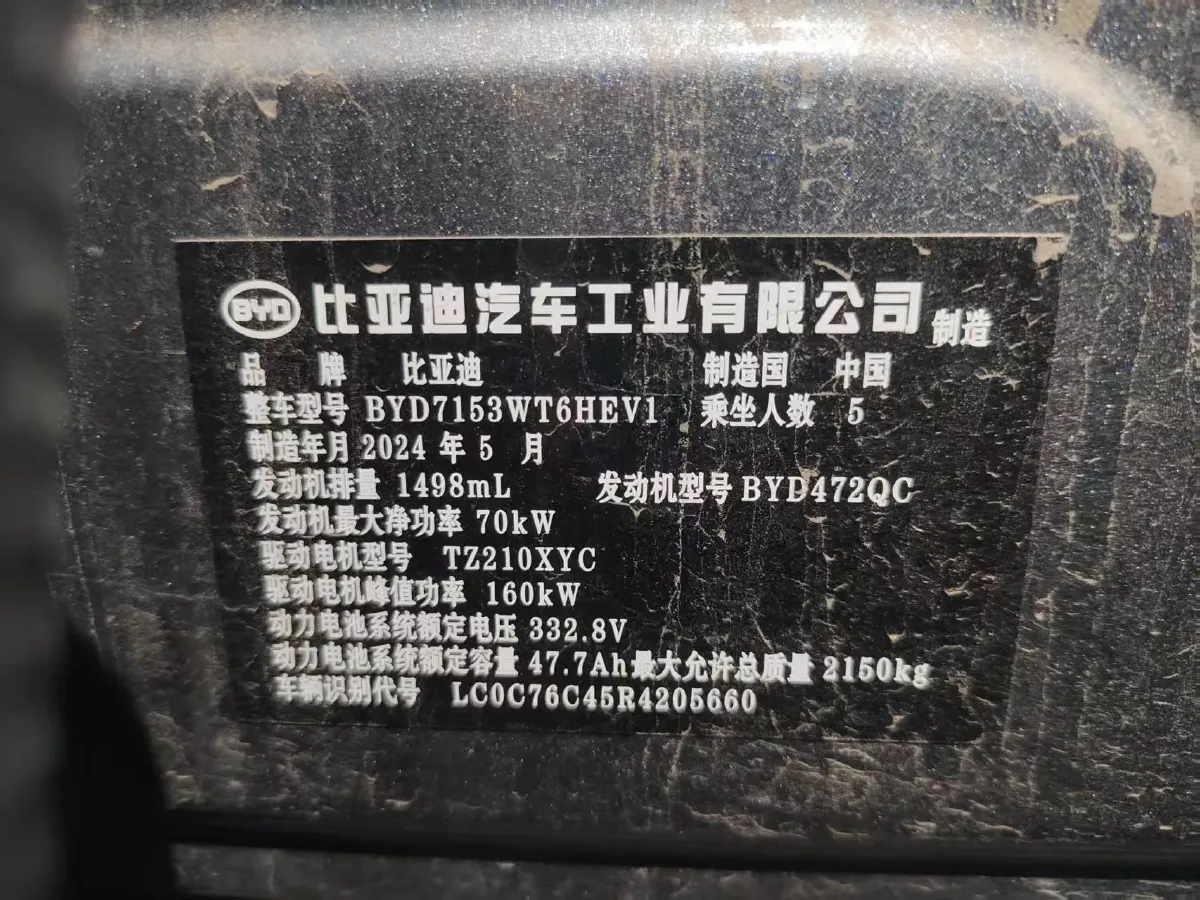 BYD 比亚迪汽车工业有限公司 制造
品 牌 比亚迪 制造国 中国
整车型号 BYD7153WT6HEV1 乘坐人数 5
制造年月 2024 年 5 月
发动机排量 1498mL 发动机型号 BYD472QC
发动机最大净功率 70kW
驱动电机型号 TZ210XYC
驱动电机峰值功率 160kW
动力电池系统额定电压 332.8V
动力电池系统额定容量 47.7Ah 最大允许总质量 2150kg
车辆识别代号 LC0C76C45R4205660